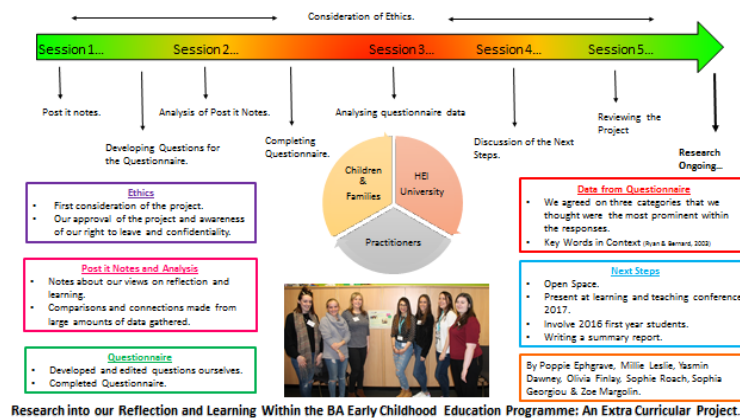 Consideration of Ethics.
Session 1...
Session 2...
Session 3...
Session 4...
Session 5...
Post it notes.
Analysis of Post it Notes.
Analysing questionnaire data
Reviewing the
Project
Developing Questions for
the Questionnaire.
Completing
Questionnaire.
Discussion of the Next
Steps.
Research
Ongoing...
Children
&
Families
HEI
University
Practitioners
Ethics
• First consideration of the project.
• Our approval of the project and awareness
of our right to leave and confidentiality.
Post it Notes and Analysis
• Notes about our views on reflection and
learning.
• Comparisons and connections made from
large amounts of data gathered.
Questionnaire
• Developed and edited questions ourselves.
• Completed Questionnaire.
Data from Questionnaire
• We agreed on three categories that we
thought were the most prominent within
the responses.
• Key Words in Context (Ryan & Bernard, 2003)
Next Steps
• Open Space.
• Present at learning and teaching conference
2017.
• Involve 2016 first year students.
• Writing a summary report.
By Poppie Ephgrave, Millie Leslie, Yasmin
Dawney, Olivia Finlay, Sophie Roach, Sophia
Georgiou & Zoe Margolin.
Research into our Reflection and Learning Within the BA Early Childhood Education Programme: An Extra Curricular Project.